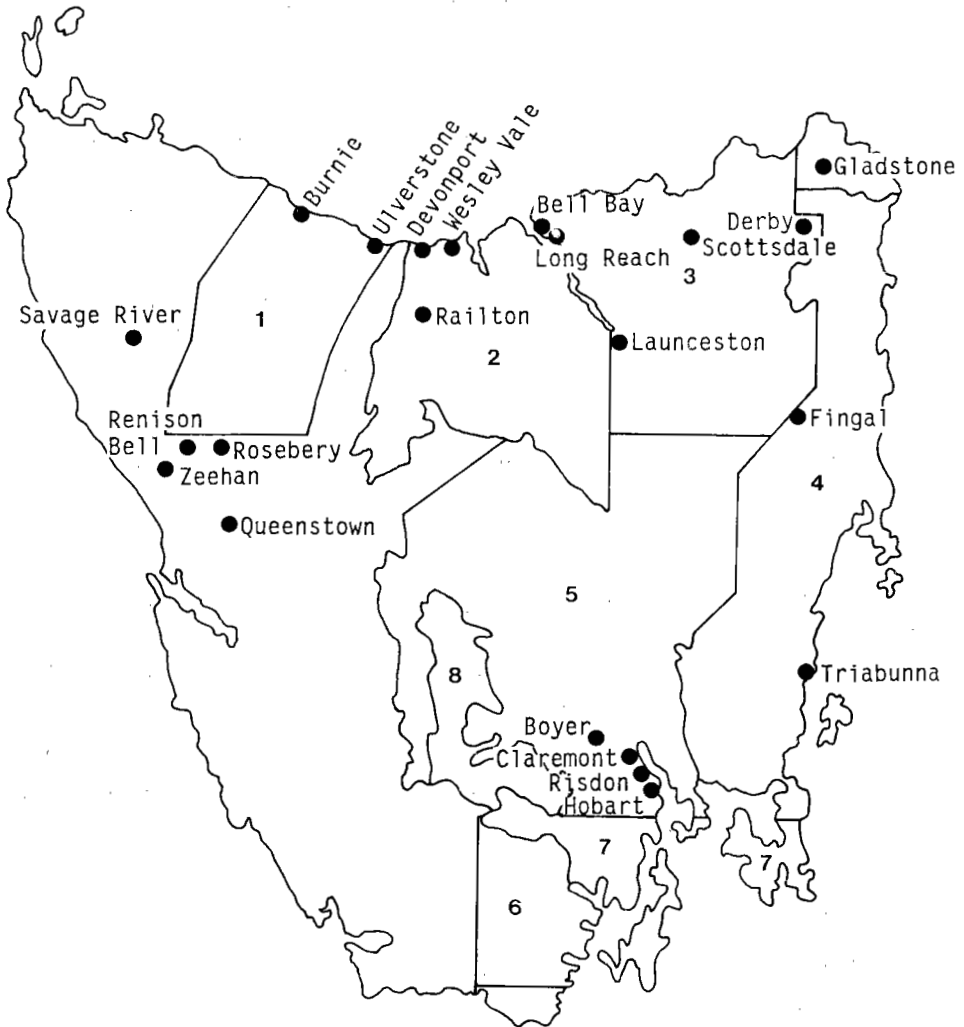 Burnie
Ulverstone
Devonport
Wesley Vale
Gladstone
Bell Bay
Derby
Long Reach
Scottsdale
3
Savage River
1
Railton
2
Launceston
Renison
Bell
Rosebery
Zeehan
Fingal
4
Queenstown
5
8
Triabunna
Boyer
Claremont
Risdon
Hobart
7
7
6